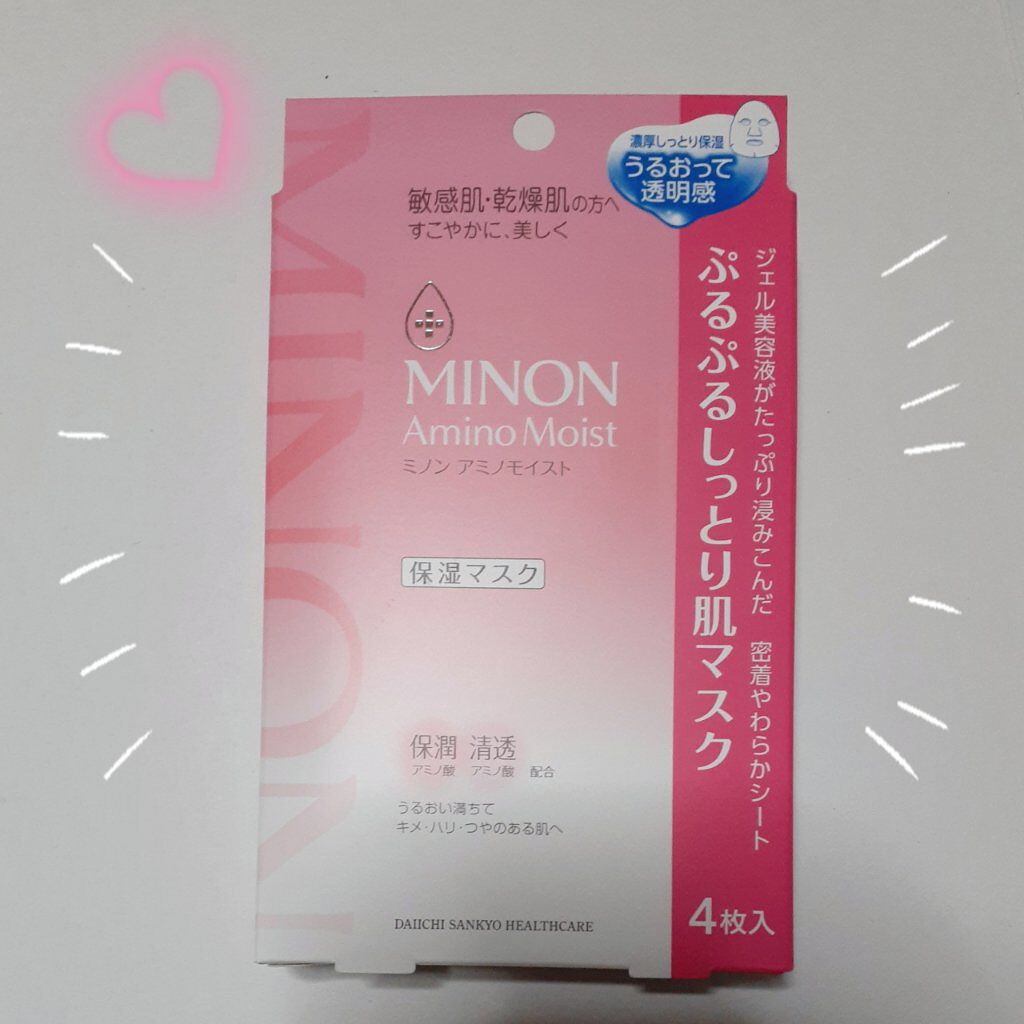 濃厚しっとり保湿
うるおって
透明感
敏感肌・乾燥肌の方へ
すこやかに、美しく
MINON
MINON
Amino Moist
ミノン アミノモイスト
保湿マスク
保潤 清透
アミノ酸 アミノ酸 配合
うるおい満ちて
キメ・ハリ・つやのある肌へ
DAIICHI SANKYO HEALTHCARE
ジェル美容液がたっぷり浸みこんだ 密着やわらかシート
ぷるぷるしっとり肌マスク
4枚入